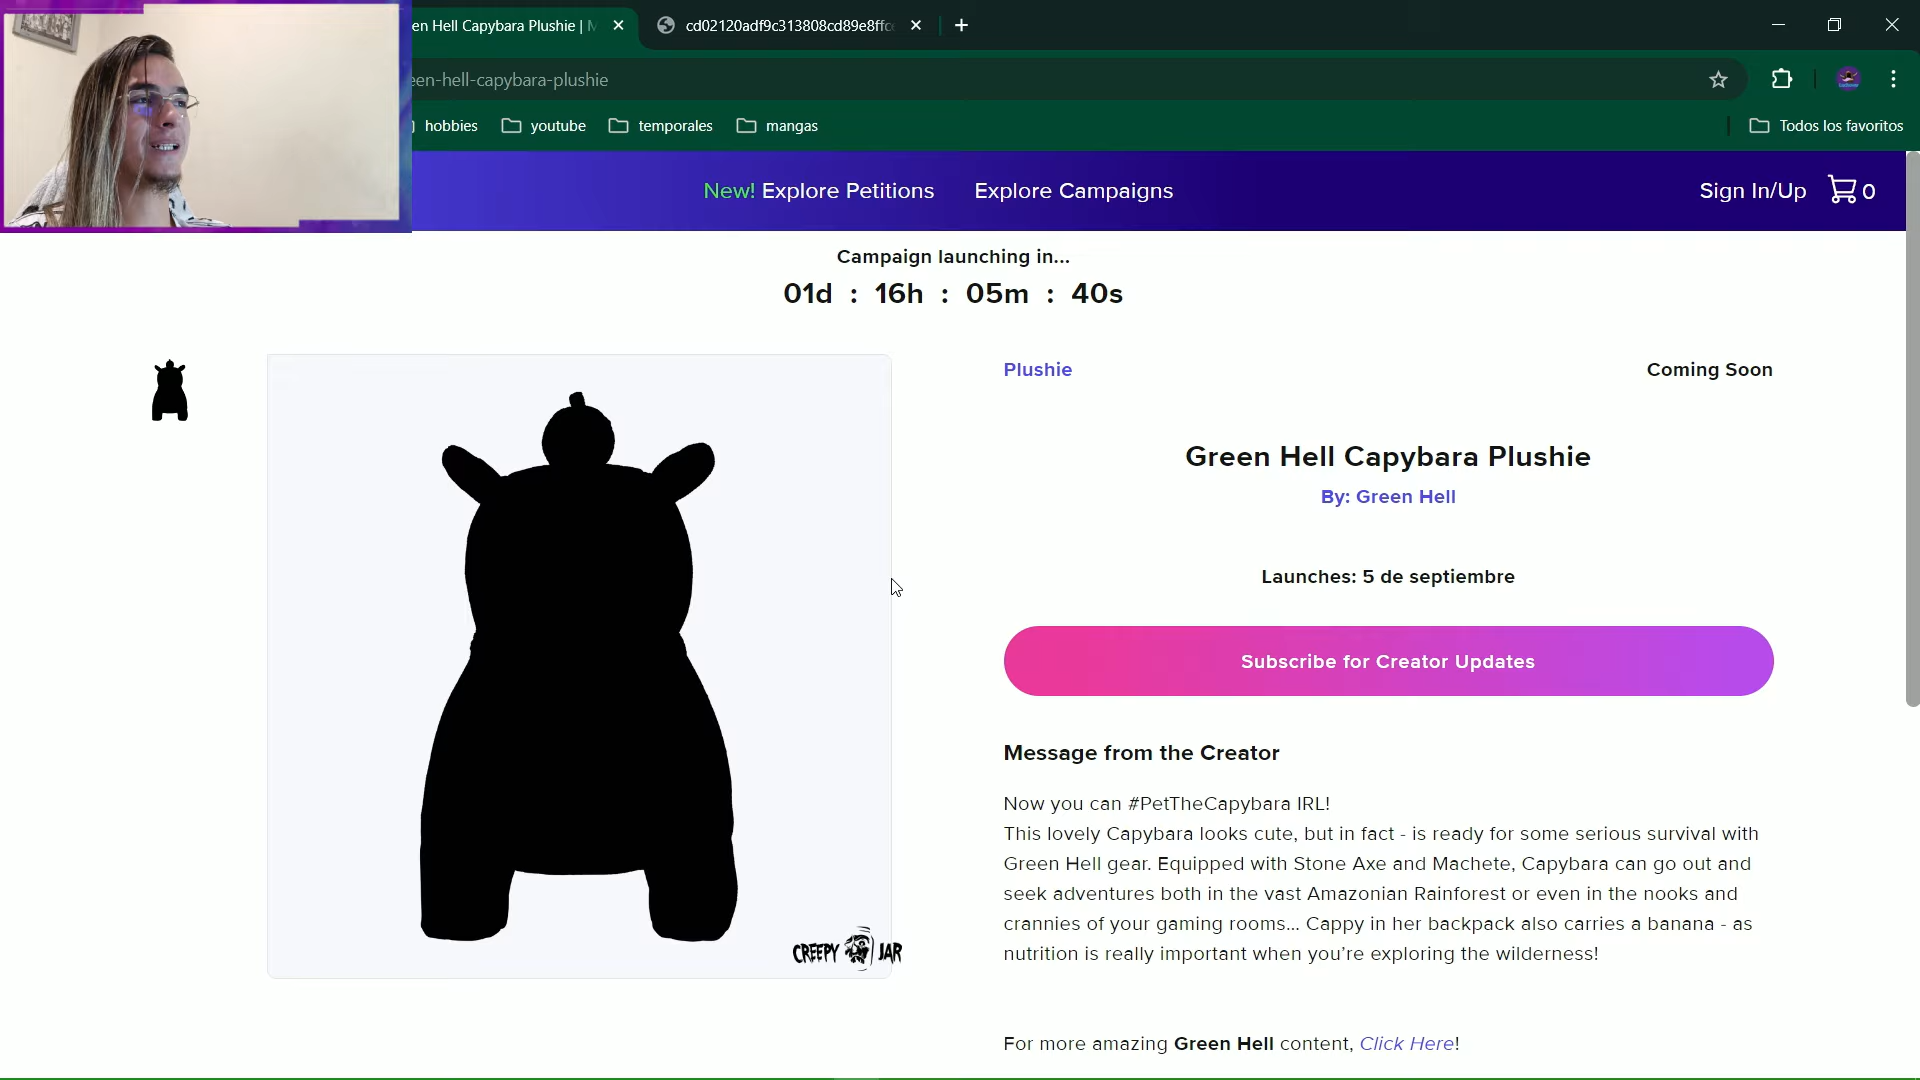 en Hell Capybara Plushie |
cd02120adf9c313808cd89e8ffc
en-hell-capybara-plushie
hobbies
youtube
temporales
mangas
Todos los favoritos
New! Explore Petitions
Explore Campaigns
Sign In/Up
0
Campaign launching in...
01d : 16h : 05m : 40s
Plushie
Coming Soon
Green Hell Capybara Plushie
By: Green Hell
Launches: 5 de septiembre
Subscribe for Creator Updates
Message from the Creator
Now you can #PetTheCapybara IRL!
This lovely Capybara looks cute, but in fact - is ready for some serious survival with
Green Hell gear. Equipped with Stone Axe and Machete, Capybara can go out and
seek adventures both in the vast Amazonian Rainforest or even in the nooks and
crannies of your gaming rooms... Cappy in her backpack also carries a banana - as
nutrition is really important when you’re exploring the wilderness!
CREEPY JAR
For more amazing Green Hell content, Click Here!